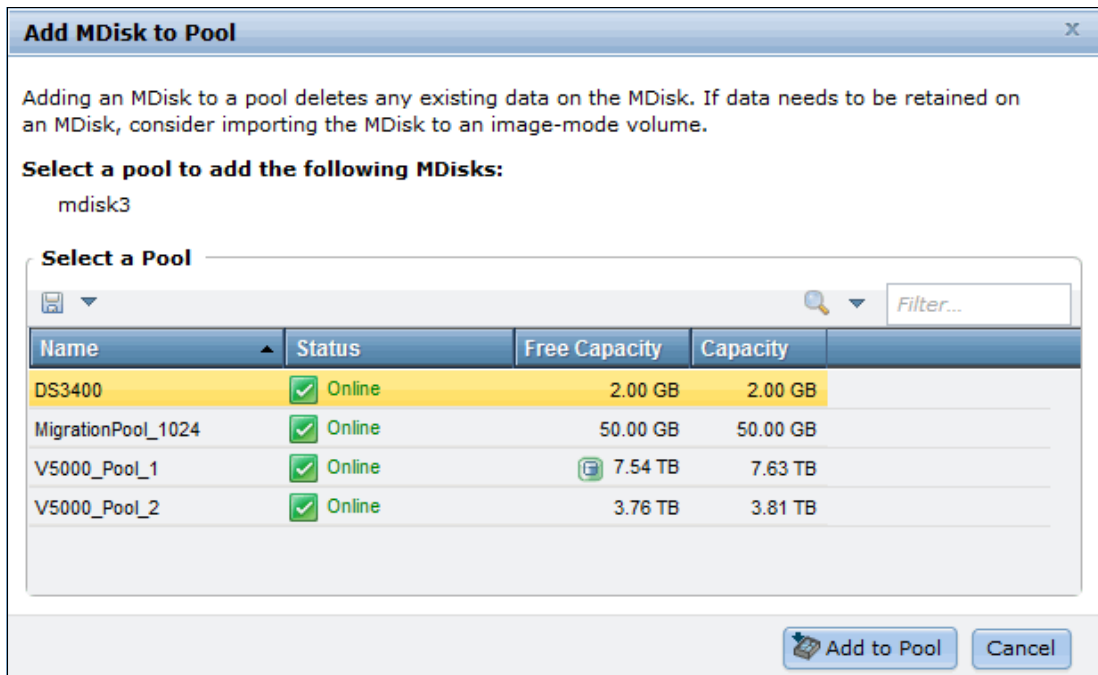 Add MDisk to Pool x
Adding an MDisk to a pool deletes any existing data on the MDisk. If data needs to be retained on
an MDisk, consider importing the MDisk to an image-mode volume.
Select a pool to add the following MDisks:
mdisk3
Select a Pool
Filter...
Name Status Free Capacity Capacity
DS3400 Online 2.00 GB 2.00 GB
MigrationPool_1024 Online 50.00 GB 50.00 GB
V5000_Pool_1 Online 7.54 TB 7.63 TB
V5000_Pool_2 Online 3.76 TB 3.81 TB
Add to Pool Cancel